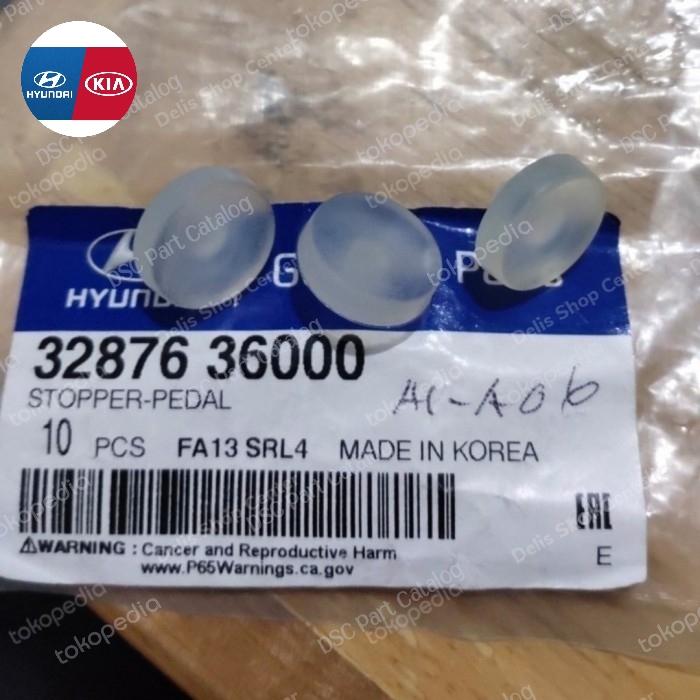 HYUNDAI
KIA
HYUNDAI
32876 36000
STOPPER-PEDAL
A1-A06
10 PCS FA13 SRL4 MADE IN KOREA
EAC
E
WARNING : Cancer and Reproductive Harm
www.P65Warnings.ca.gov
DSC Part Catalog
Delis Shop Center
tokopedia